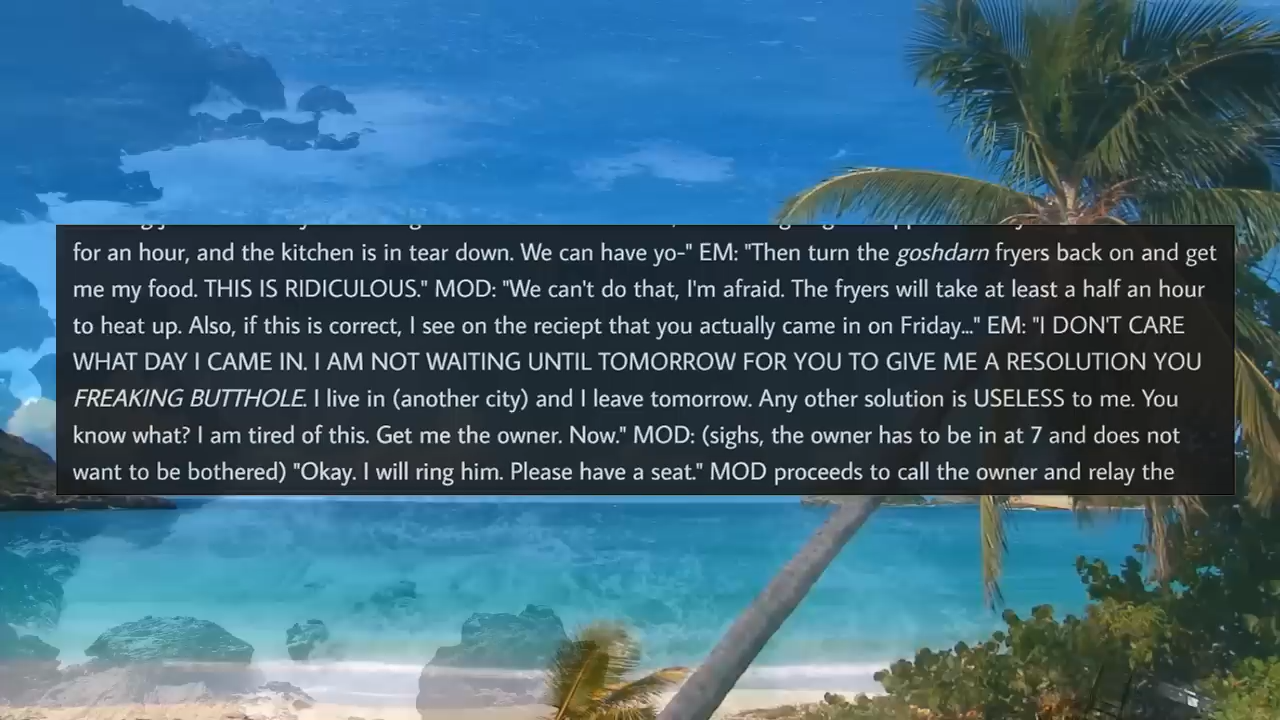 for an hour, and the kitchen is in tear down. We can have yo-" EM: "Then turn the goshdarn fryers back on and get
me my food. THIS IS RIDICULOUS." MOD: "We can't do that, I'm afraid. The fryers will take at least a half an hour
to heat up. Also, if this is correct, I see on the reciept that you actually came in on Friday..." EM: "I DON'T CARE
WHAT DAY I CAME IN. I AM NOT WAITING UNTIL TOMORROW FOR YOU TO GIVE ME A RESOLUTION YOU
FREAKING BUTTHOLE. I live in (another city) and I leave tomorrow. Any other solution is USELESS to me. You
know what? I am tired of this. Get me the owner. Now." MOD: (sighs, the owner has to be in at 7 and does not
want to be bothered) "Okay. I will ring him. Please have a seat." MOD proceeds to call the owner and relay the